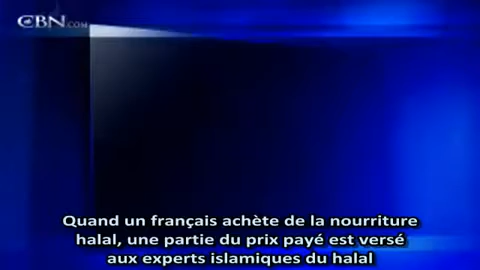 CBN.COM
Quand un français achète de la nourriture
halal, une partie du prix payé est versé
aux experts islamiques du halal